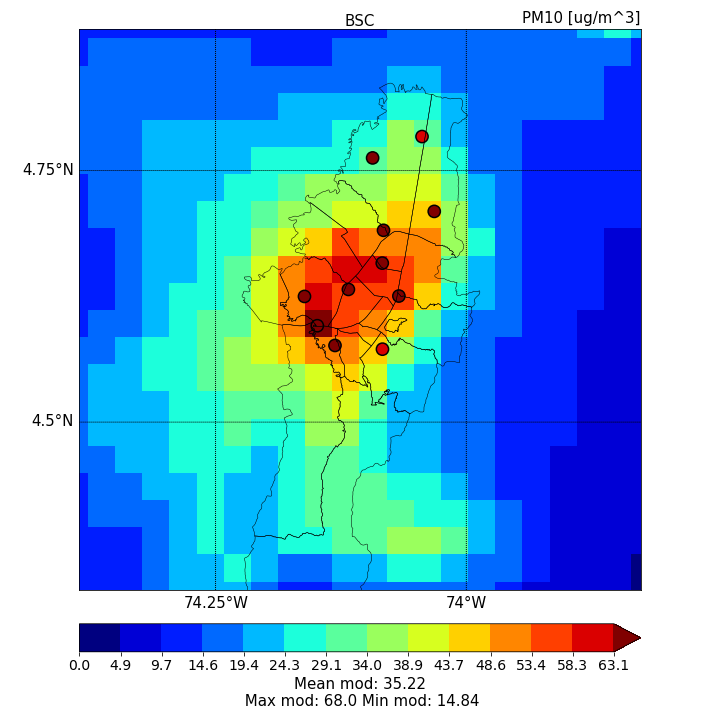 BSC
PM10 [ug/m^3]
4.75°N
4.5°N
74.25°W 74°W
0.0 4.9 9.7 14.6 19.4 24.3 29.1 34.0 38.9 43.7 48.6 53.4 58.3 63.1
Mean mod: 35.22
Max mod: 68.0 Min mod: 14.84